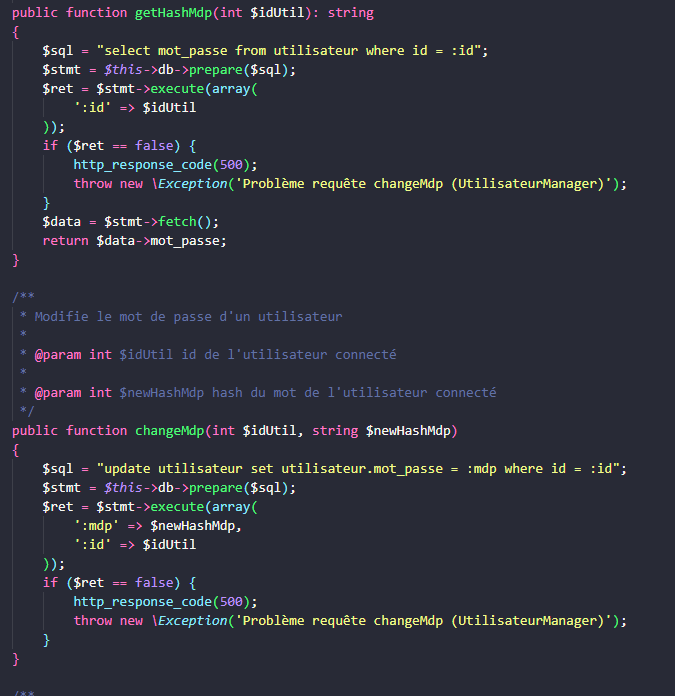 public function getHashMdp(int $idUtil): string
{
    $sql = "select mot_passe from utilisateur where id = :id";
    $stmt = $this->db->prepare($sql);
    $ret = $stmt->execute(array(
        ':id' => $idUtil
    ));
    if ($ret == false) {
        http_response_code(500);
        throw new \Exception('Problème requête changeMdp (UtilisateurManager)');
    }
    $data = $stmt->fetch();
    return $data->mot_passe;
}
/**
 * Modifie le mot de passe d'un utilisateur
 *
 * @param int $idUtil id de l'utilisateur connecté
 *
 * @param int $newHashMdp hash du mot de l'utilisateur connecté
 */
public function changeMdp(int $idUtil, string $newHashMdp)
{
    $sql = "update utilisateur set utilisateur.mot_passe = :mdp where id = :id";
    $stmt = $this->db->prepare($sql);
    $ret = $stmt->execute(array(
        ':mdp' => $newHashMdp,
        ':id' => $idUtil
    ));
    if ($ret == false) {
        http_response_code(500);
        throw new \Exception('Problème requête changeMdp (UtilisateurManager)');
    }
}
/**